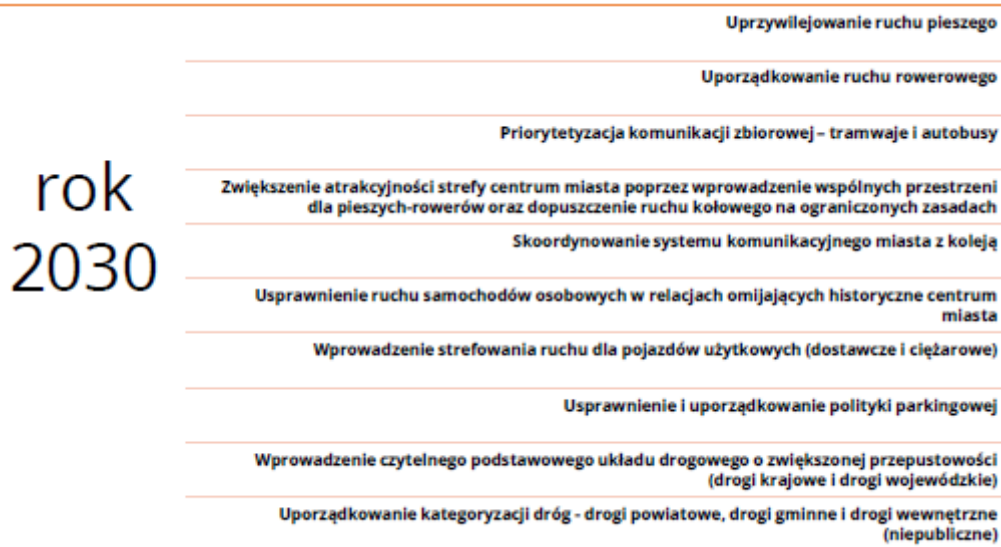 Uprzywilejowanie ruchu pieszego
Uporządkowanie ruchu rowerowego
Priorytetyzacja komunikacji zbiorowej – tramwaje i autobusy
rok
2030
Zwiększenie atrakcyjności strefy centrum miasta poprzez wprowadzenie wspólnych przestrzeni
dla pieszych-rowerów oraz dopuszczenie ruchu kołowego na ograniczonych zasadach
Skoordynowanie systemu komunikacyjnego miasta z koleją
Usprawnienie ruchu samochodów osobowych w relacjach omijających historyczne centrum
miasta
Wprowadzenie strefowania ruchu dla pojazdów użytkowych (dostawcze i ciężarowe)
Usprawnienie i uporządkowanie polityki parkingowej
Wprowadzenie czytelnego podstawowego układu drogowego o zwiększonej przepustowości
(drogi krajowe i drogi wojewódzkie)
Uporządkowanie kategoryzacji dróg - drogi powiatowe, drogi gminne i drogi wewnętrzne
(niepubliczne)